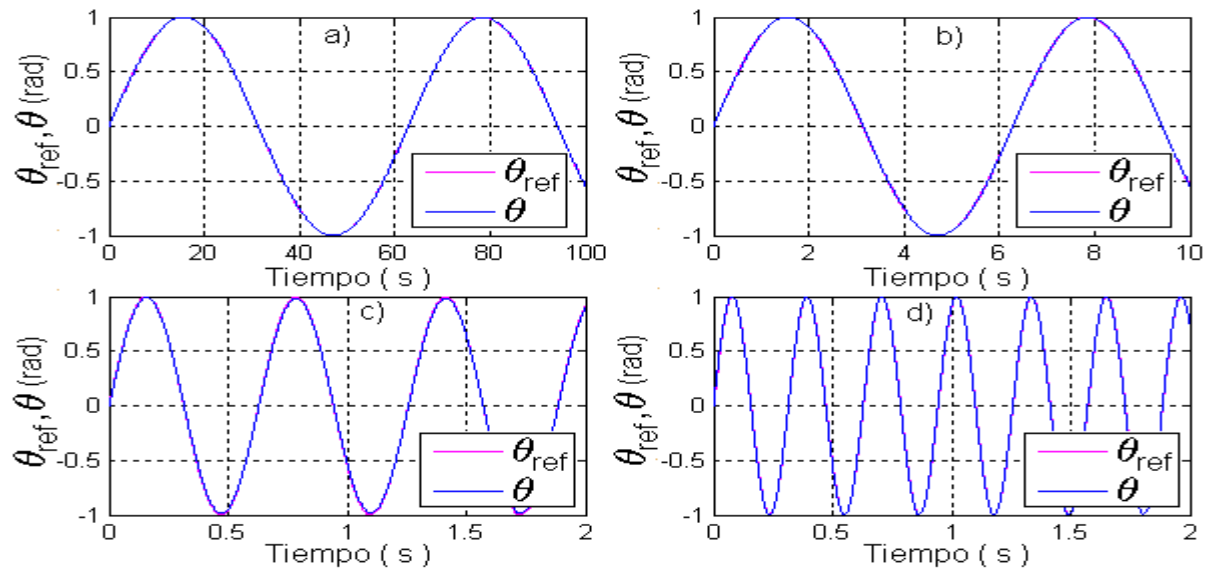 a)
θref, θ (rad)
1
0.5
0
-0.5
-1
θref
θ
0 20 40 60 80 100
Tiempo ( s )
b)
θref, θ (rad)
1
0.5
0
-0.5
-1
θref
θ
0 2 4 6 8 10
Tiempo ( s )
c)
θref, θ (rad)
1
0.5
0
-0.5
-1
θref
θ
0 0.5 1 1.5 2
Tiempo ( s )
d)
θref, θ (rad)
1
0.5
0
-0.5
-1
θref
θ
0 0.5 1 1.5 2
Tiempo ( s )